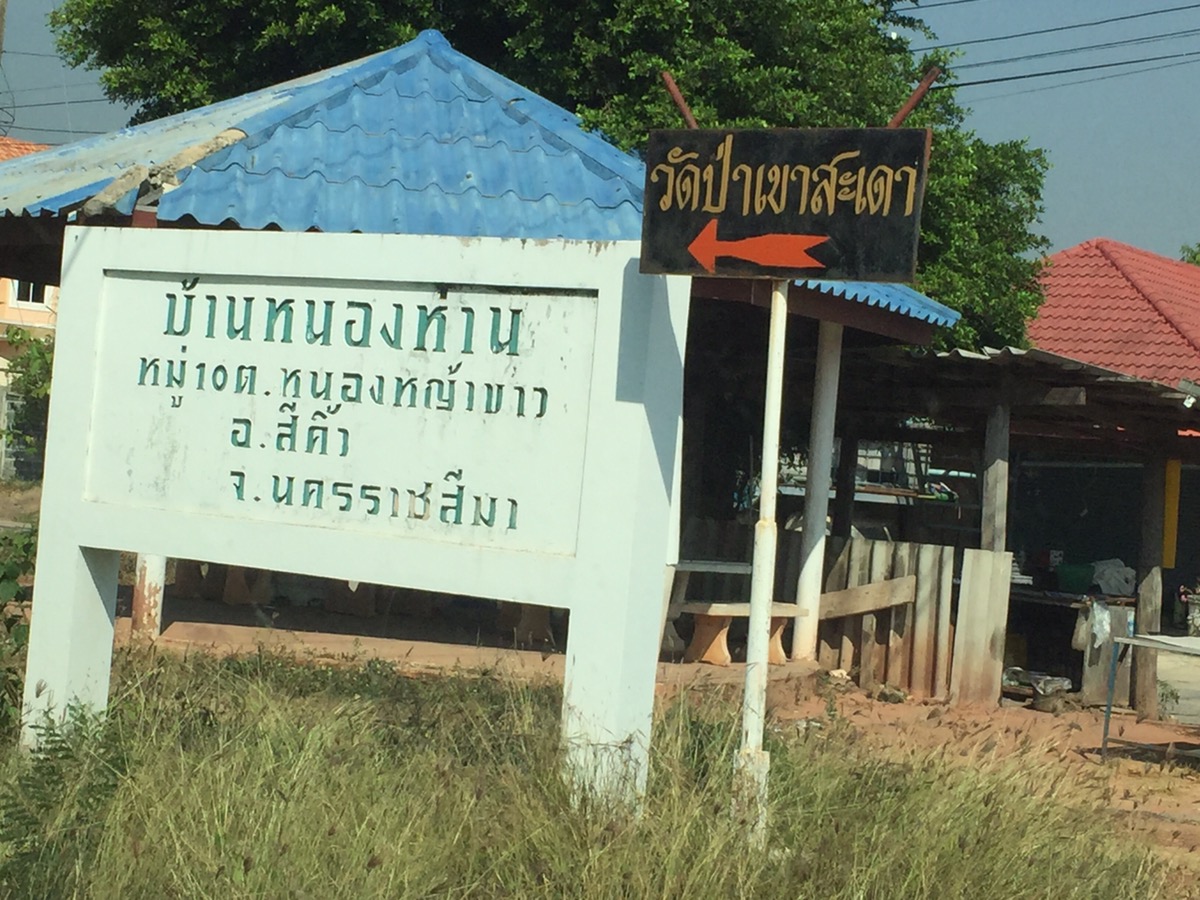 วัดป่าเขาสะเดา
บ้านหนองท่าน
หมู่10ต.หนองหญ้าขาว
อ.สีคิ้ว
จ.นครราชสีมา